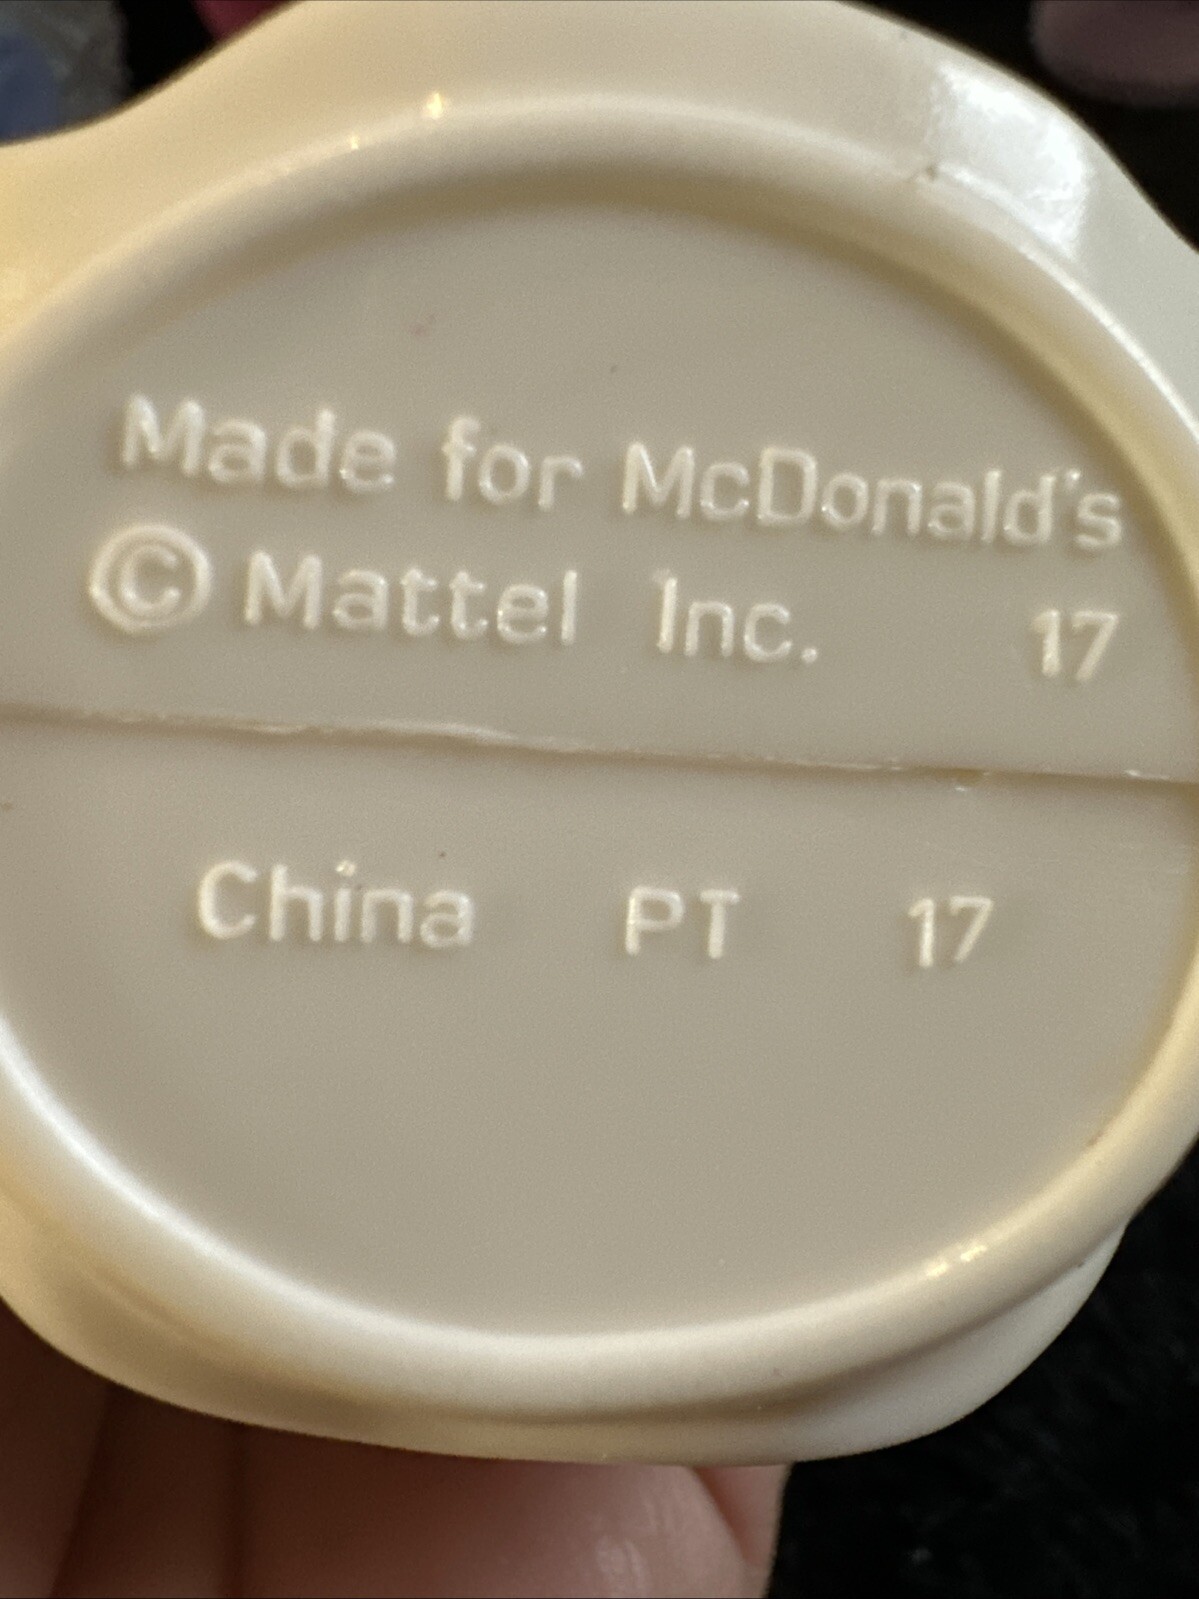 Made for McDonald's
© Mattel Inc. 17
China PT 17